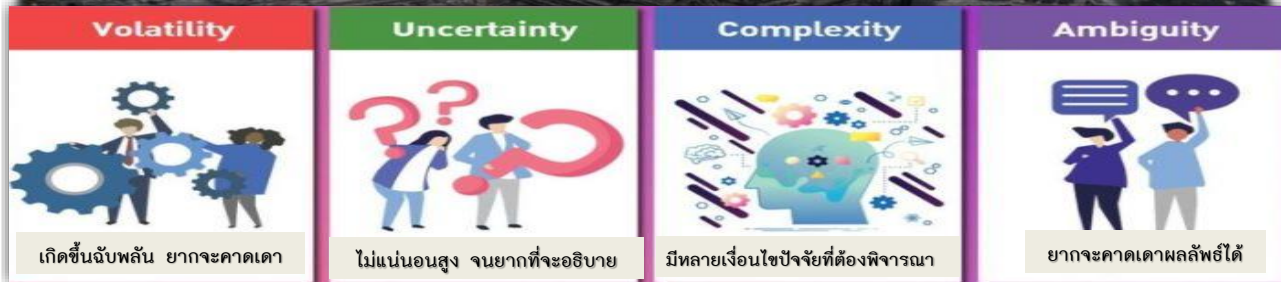 Volatility
Uncertainty
Complexity
Ambiguity
เกิดขึ้นฉับพลัน ยากจะคาดเดา
ไม่แน่นอนสูง จนยากที่จะอธิบาย
มีหลายเงื่อนไขปัจจัยที่ต้องพิจารณา
ยากจะคาดเดาผลลัพธ์ได้